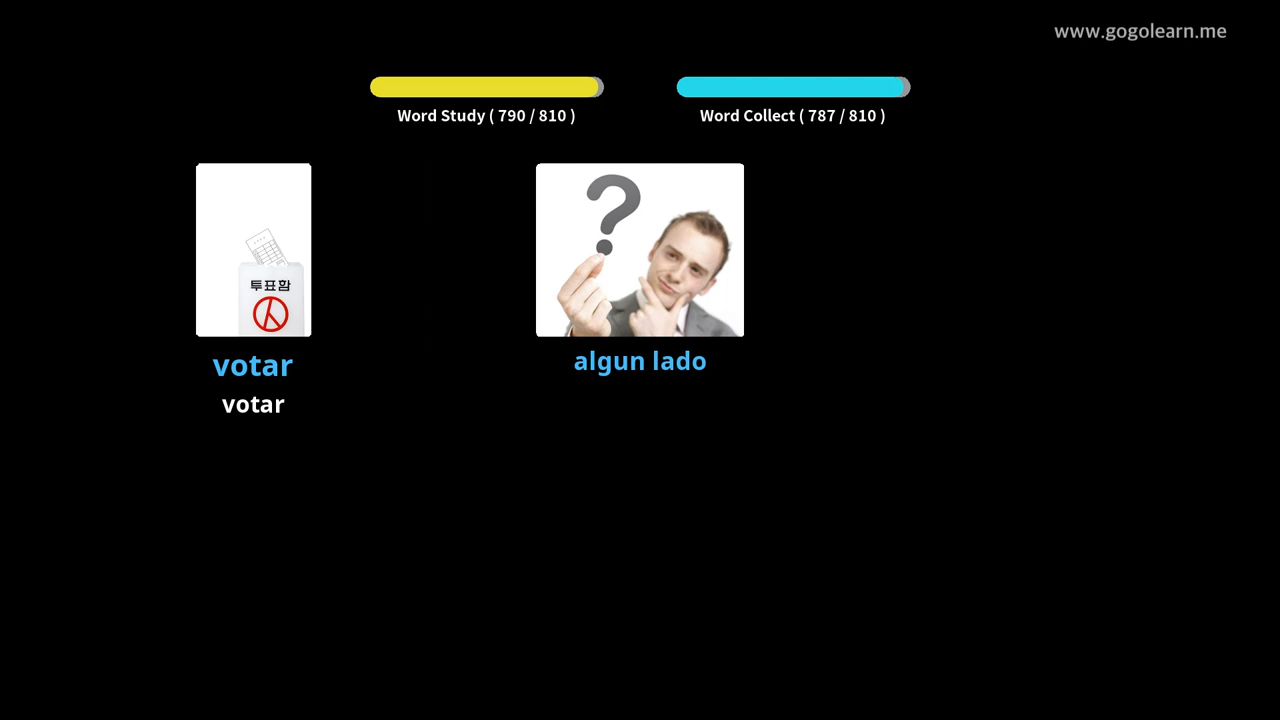 www.gogolearn.me
Word Study ( 790 / 810 )
Word Collect ( 787 / 810 )
투표함
votar
algun lado
votar